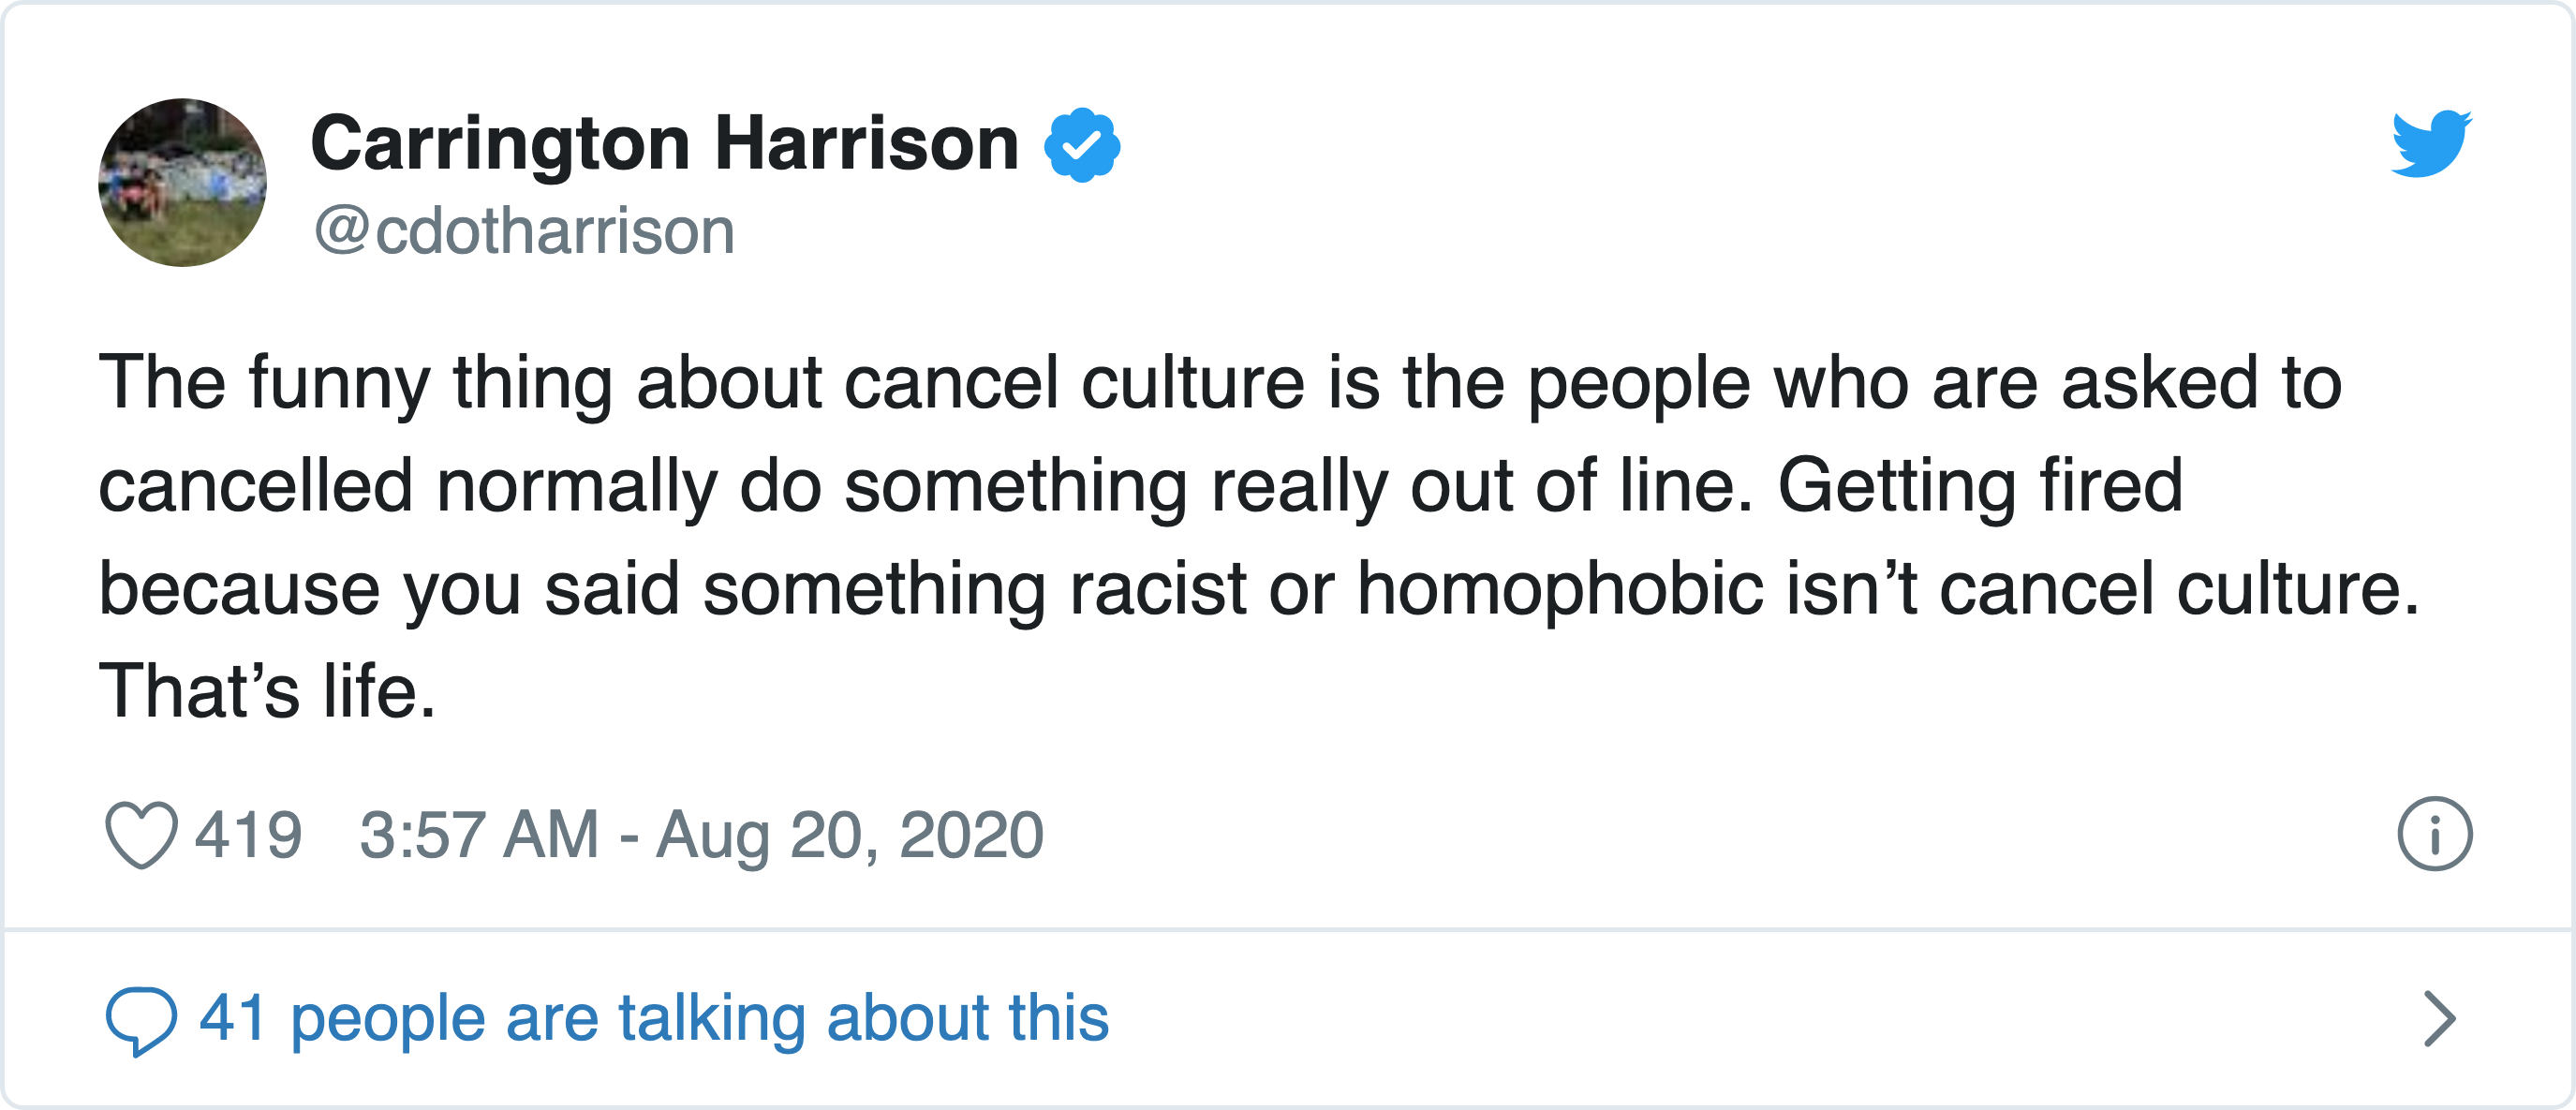 Carrington Harrison
@cdotharrison
The funny thing about cancel culture is the people who are asked to
cancelled normally do something really out of line. Getting fired
because you said something racist or homophobic isn’t cancel culture.
That’s life.
419 3:57 AM - Aug 20, 2020
41 people are talking about this